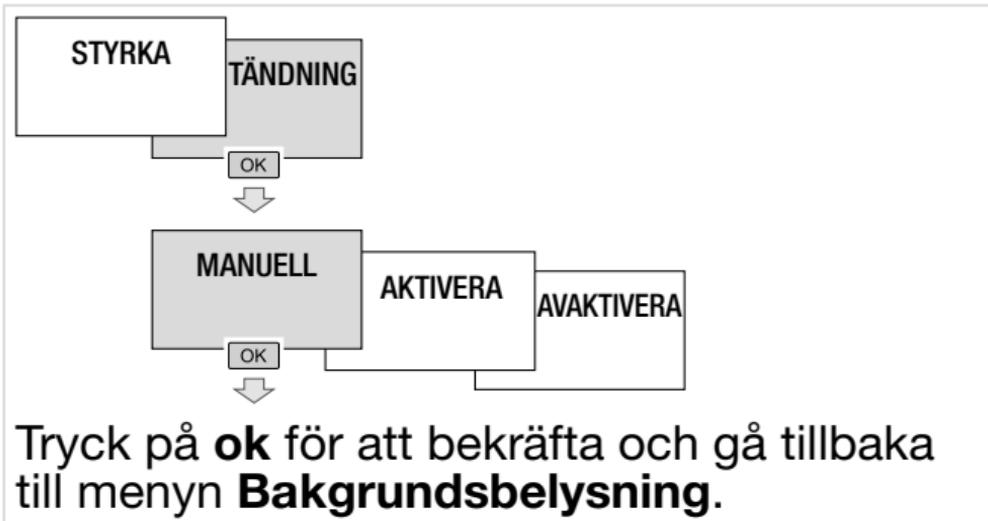 STYRKA
TÄNDNING
OK
MANUELL
AKTIVERA
AVAKTIVERA
OK
Tryck på ok för att bekräfta och gå tillbaka
till menyn Bakgrundsbelysning.